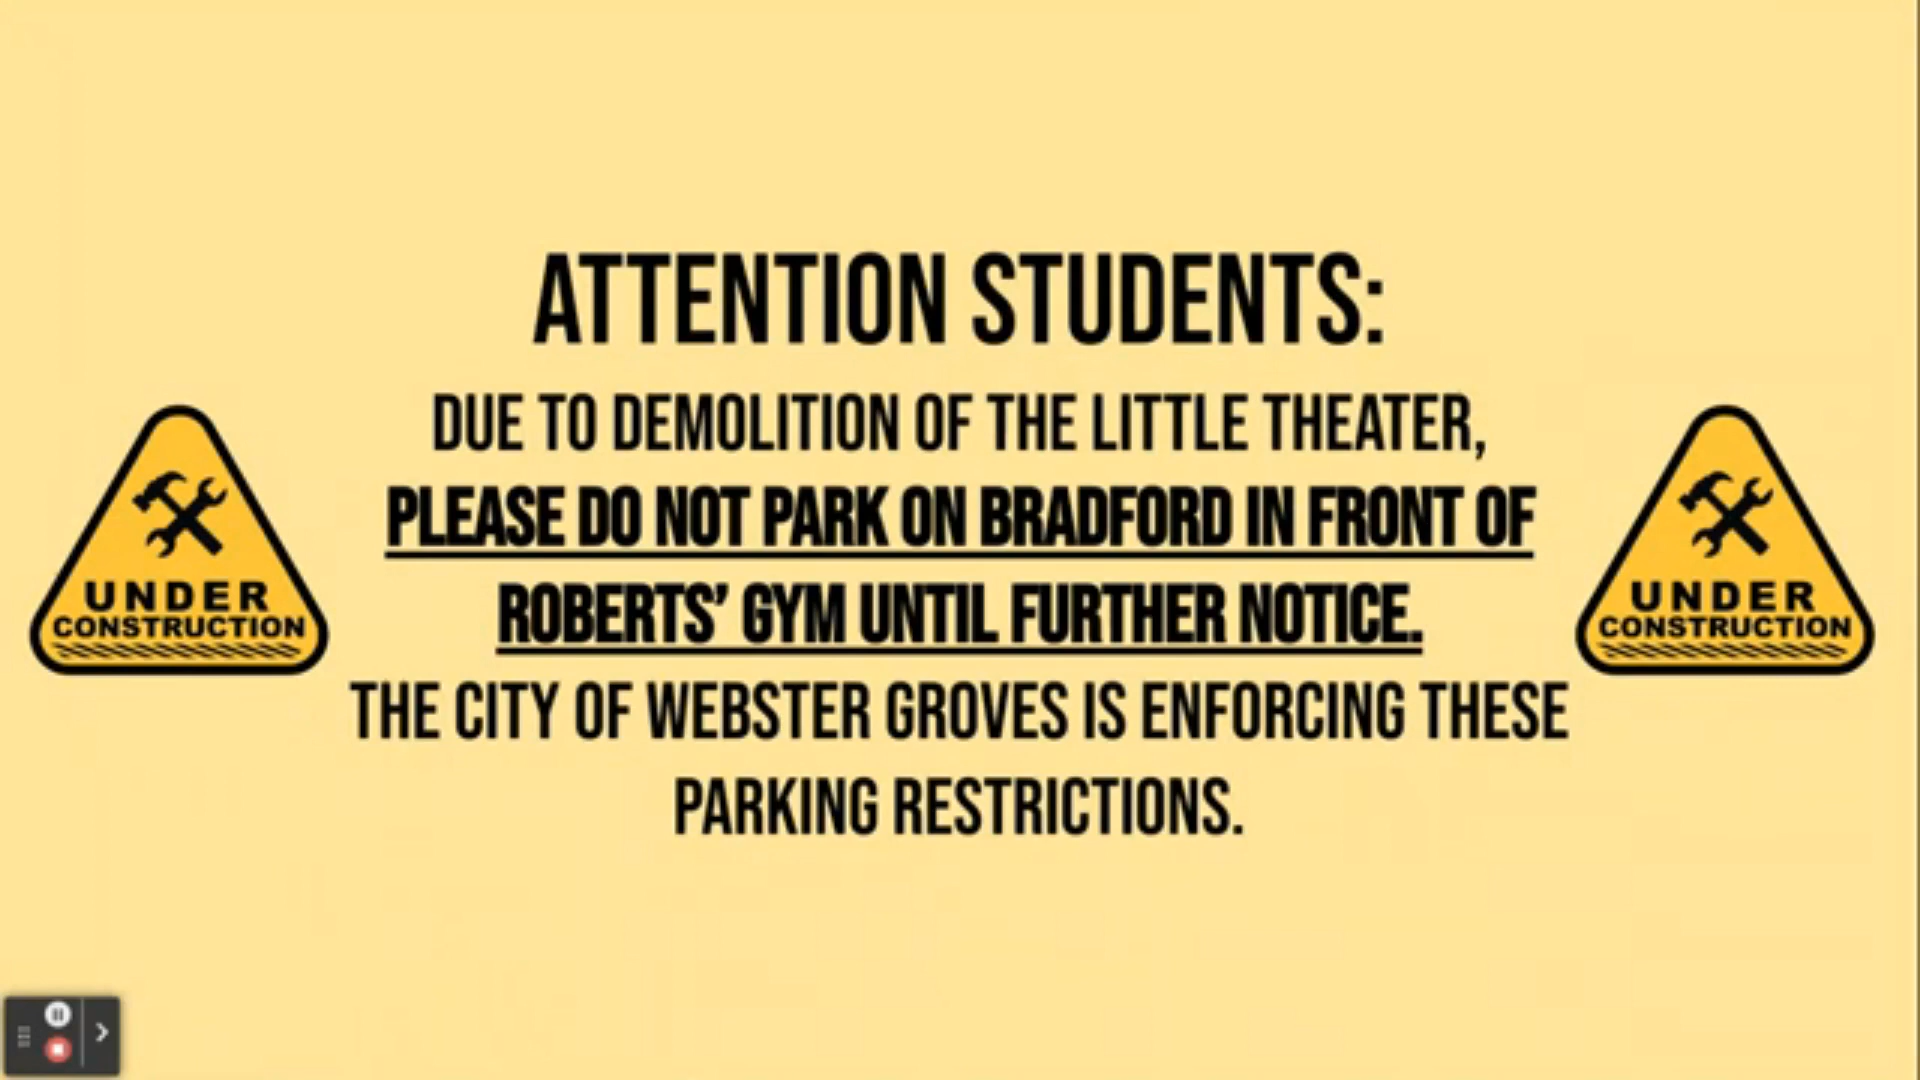 ATTENTION STUDENTS:
DUE TO DEMOLITION OF THE LITTLE THEATER,
PLEASE DO NOT PARK ON BRADFORD IN FRONT OF
ROBERTS’ GYM UNTIL FURTHER NOTICE.
THE CITY OF WEBSTER GROVES IS ENFORCING THESE
PARKING RESTRICTIONS.
UNDER
CONSTRUCTION
UNDER
CONSTRUCTION